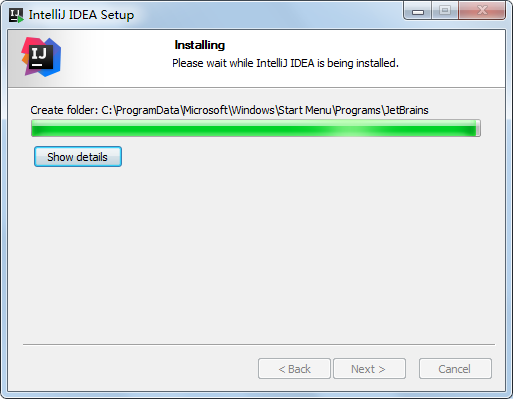 IntelliJ IDEA Setup
IJ
Installing
Please wait while IntelliJ IDEA is being installed.
Create folder: C:\ProgramData\Microsoft\Windows\Start Menu\Programs\JetBrains
Show details
< Back
Next >
Cancel